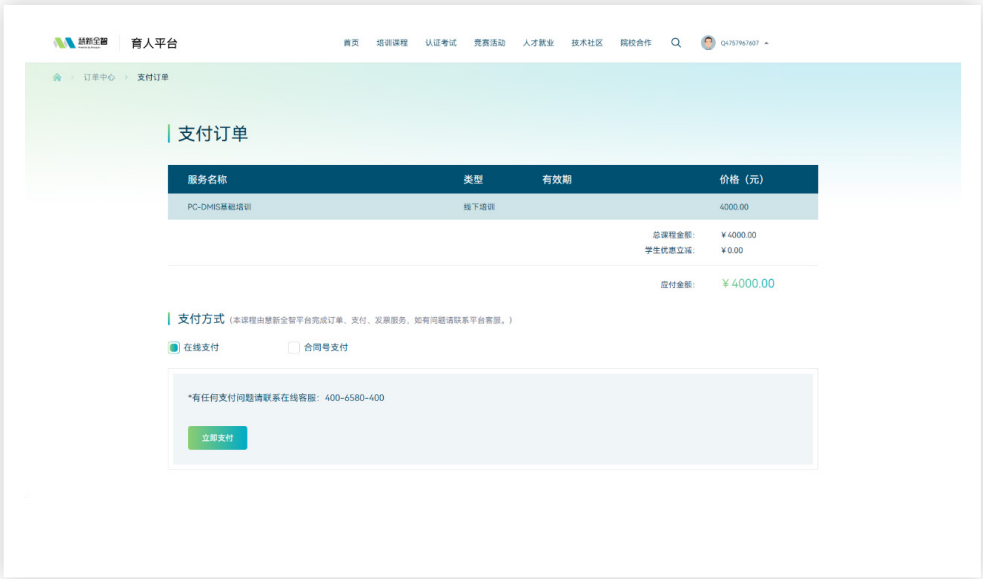 慧新全智 育人平台 首页 培训课程 认证考试 竞赛活动 人才就业 技术社区 院校合作 Q4757967607
订单中心 > 支付订单
支付订单
服务名称 类型 有效期 价格（元）
PC-DMIS基础培训 线下培训 4000.00
总课程金额: ￥4000.00
学生优惠立减: ￥0.00
应付金额: ￥4000.00
支付方式（本课程由慧新全智平台完成订单、支付、发票服务，如有问题请联系平台客服。）
在线支付 合同号支付
*有任何支付问题请联系在线客服：400-6580-400
立即支付